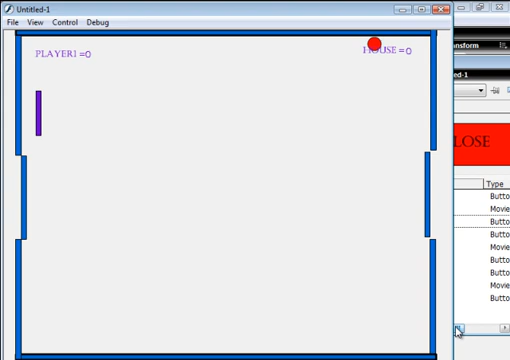 Untitled-1
File View Control Debug
PLAYER1 =0
HOUSE =0
ansform
ed-1
LOSE
Type
Butto
Movie
Butto
Butto
Movie
Butto
Butto
Movie
Butto